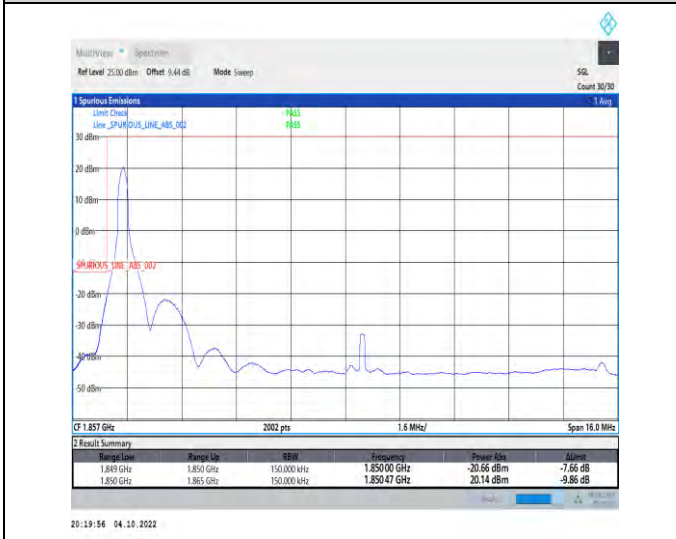 MultiView Spectrum
Ref Level 25.00 dBm Offset 9.44 dB Mode Sweep SGL
Count 30/30
1 Spurious Emissions 1 Avg
Limit Check PASS
Line _SPURIOUS_LINE_ABS_002 PASS
30 dBm
20 dBm
10 dBm
0 dBm
SPURIOUS_LINE_ABS_002
-20 dBm
-30 dBm
-40 dBm
-50 dBm
CF 1.857 GHz 2002 pts 1.6 MHz/ Span 16.0 MHz
2 Result Summary
Range Low Range Up RBW Frequency Power Abs ΔLimit
1.849 GHz 1.850 GHz 150.000 kHz 1.85000 GHz -20.66 dBm -7.66 dB
1.850 GHz 1.865 GHz 150.000 kHz 1.85047 GHz 20.14 dBm -9.86 dB
20:19:56 04.10.2022